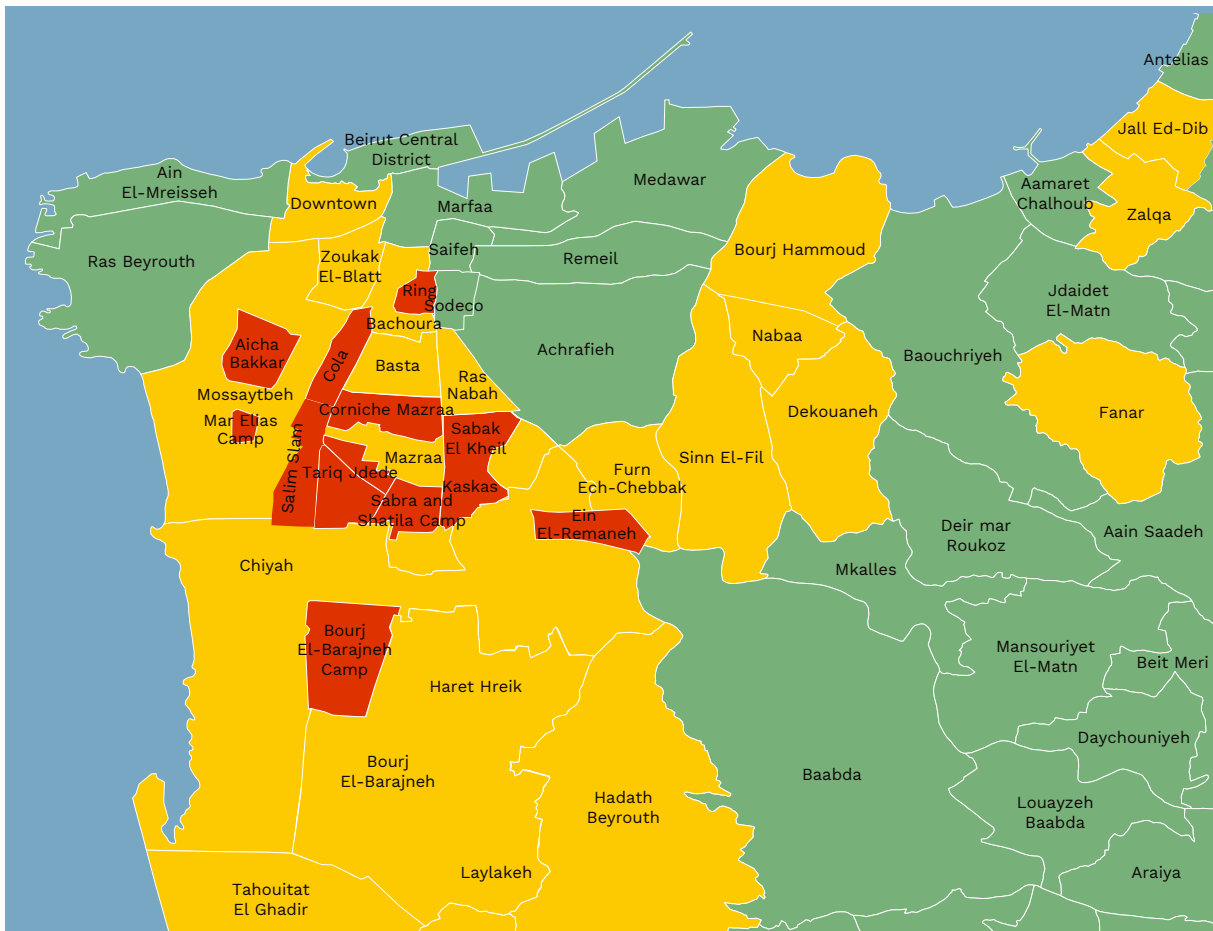 Antelias
Jall Ed-Dib
Beirut Central
District
Ain
El-Mreisseh
Medawar
Aamaret
Chalhoub
Downtown
Marfaa
Zalqa
Ras Beyrouth
Zoukak
El-Blatt
Saifeh
Remeil
Bourj Hammoud
Ring
Sodeco
Jdaidet
El-Matn
Bachoura
Aicha
Bakkar
Cola
Basta
Achrafieh
Nabaa
Baouchriyeh
Ras
Nabah
Mossaytbeh
Corniche Mazraa
Dekouaneh
Fanar
Mar Elias
Camp
Salim Slam
Sabak
El Kheil
Mazraa
Sinn El-Fil
Tariq Jdede
Furn
Ech-Chebbak
Kaskas
Sabra and
Shatila Camp
Ein
El-Remaneh
Deir mar
Roukoz
Aain Saadeh
Chiyah
Mkalles
Bourj
El-Barajneh
Camp
Mansouriyet
El-Matn
Beit Meri
Haret Hreik
Daychouniyeh
Bourj
El-Barajneh
Baabda
Hadath
Beyrouth
Louayzeh
Baabda
Laylakeh
Araiya
Tahouitat
El Ghadir